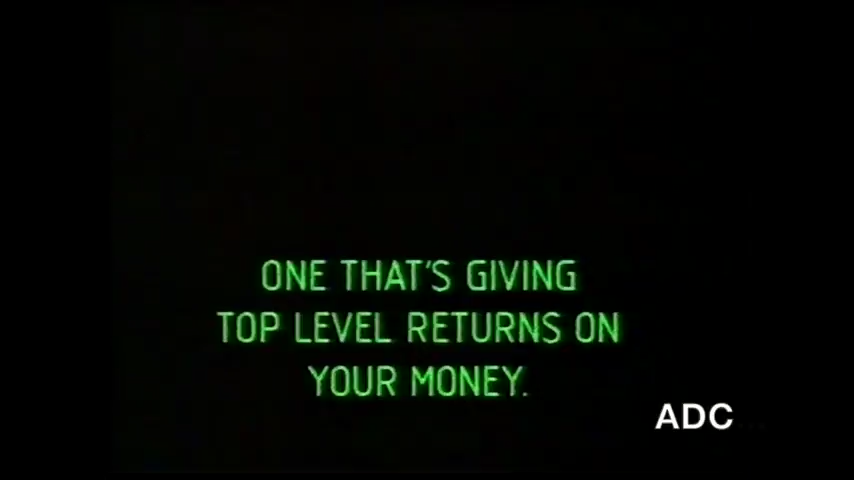 ONE THAT'S GIVING
TOP LEVEL RETURNS ON
YOUR MONEY.
ADC